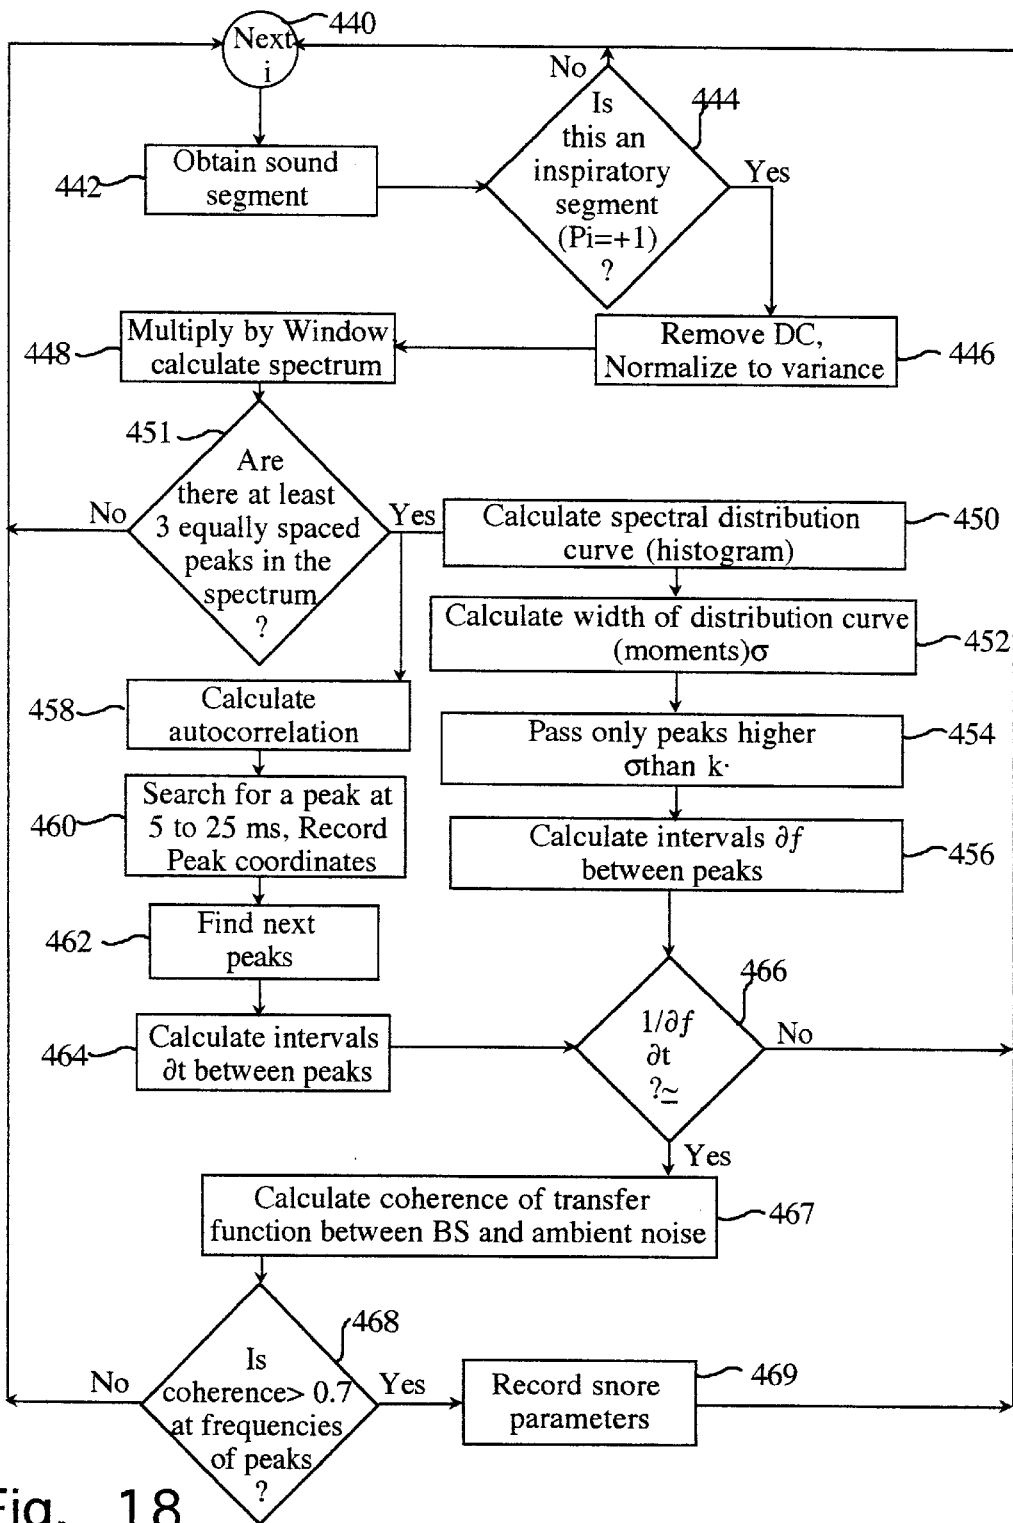 440
Next
i
No
Is
this an
inspiratory
segment
(Pi=+1)
?
444
Yes
442
Obtain sound
segment
448
Multiply by Window
calculate spectrum
Remove DC,
Normalize to variance
446
451
Are
there at least
3 equally spaced
peaks in the
spectrum
?
No
Yes
Calculate spectral distribution
curve (histogram)
450
Calculate width of distribution curve
(moments)σ
452
458
Calculate
autocorrelation
Pass only peaks higher
σthan k·
454
460
Search for a peak at
5 to 25 ms, Record
Peak coordinates
Calculate intervals ∂f
between peaks
456
462
Find next
peaks
464
Calculate intervals
∂t between peaks
466
1/∂f
∂t
?≃
No
Yes
Calculate coherence of transfer
function between BS and ambient noise
467
468
Is
coherence> 0.7
at frequencies
of peaks
?
No
Yes
Record snore
parameters
469
Fig. 18